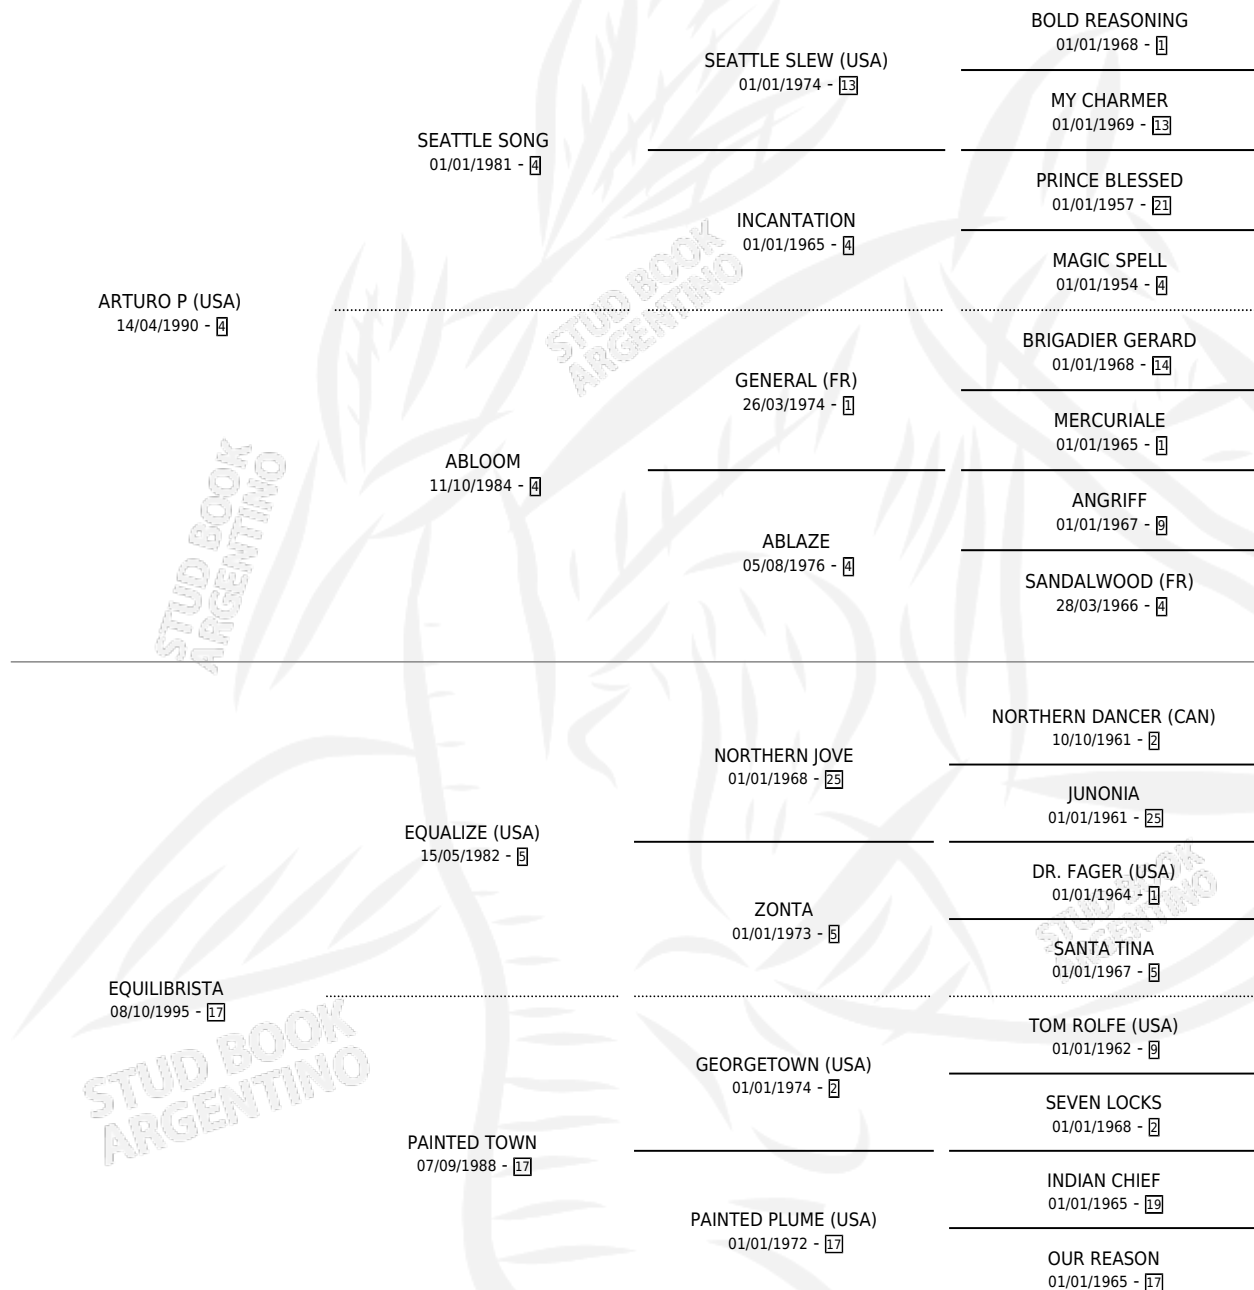 BOLD REASONING
01/01/1968 - 1
SEATTLE SLEW (USA)
01/01/1974 - 13
MY CHARMER
01/01/1969 - 13
SEATTLE SONG
01/01/1981 - 4
PRINCE BLESSED
01/01/1957 - 21
INCANTATION
01/01/1965 - 4
MAGIC SPELL
01/01/1954 - 4
ARTURO P (USA)
14/04/1990 - 4
BRIGADIER GERARD
01/01/1968 - 14
GENERAL (FR)
26/03/1974 - 1
MERCURIALE
01/01/1965 - 1
ABLOOM
11/10/1984 - 4
ANGRIFF
01/01/1967 - 9
ABLAZE
05/08/1976 - 4
SANDALWOOD (FR)
28/03/1966 - 4
NORTHERN DANCER (CAN)
10/10/1961 - 2
NORTHERN JOVE
01/01/1968 - 25
JUNONIA
01/01/1961 - 25
EQUALIZE (USA)
15/05/1982 - 5
DR. FAGER (USA)
01/01/1964 - 1
ZONTA
01/01/1973 - 5
SANTA TINA
01/01/1967 - 5
EQUILIBRISTA
08/10/1995 - 17
TOM ROLFE (USA)
01/01/1962 - 9
GEORGETOWN (USA)
01/01/1974 - 2
SEVEN LOCKS
01/01/1968 - 2
PAINTED TOWN
07/09/1988 - 17
INDIAN CHIEF
01/01/1965 - 19
PAINTED PLUME (USA)
01/01/1972 - 17
OUR REASON
01/01/1965 - 17
STUD BOOK
ARGENTINO
STUD BOOK
ARGENTINO
STUD BOOK
ARGENTINO
STUD BOOK
ARGENTINO